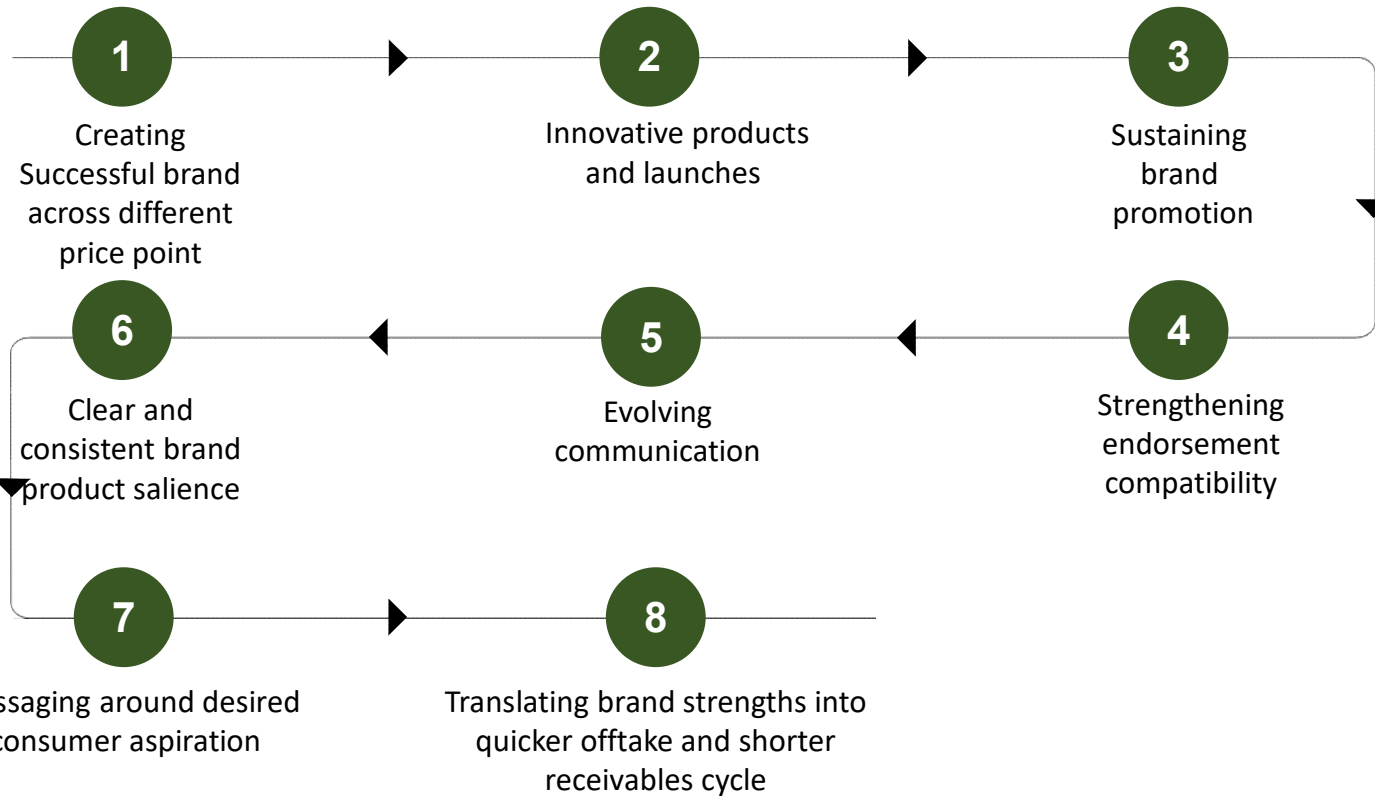 1
Creating
Successful brand
across different
price point
2
Innovative products
and launches
3
Sustaining
brand
promotion
4
Strengthening
endorsement
compatibility
5
Evolving
communication
6
Clear and
consistent brand
product salience
7
around desired
aspiration
8
Translating brand strengths into
quicker offtake and shorter
receivables cycle